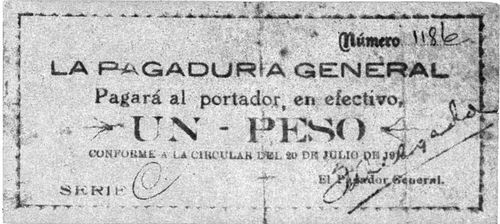 Número 1186
LA PAGADURIA GENERAL
Pagará al portador, en efectivo,
UN - PESO
CONFORME A LA CIRCULAR DEL 20 DE JULIO DE
SERIE C
El Pagador General.